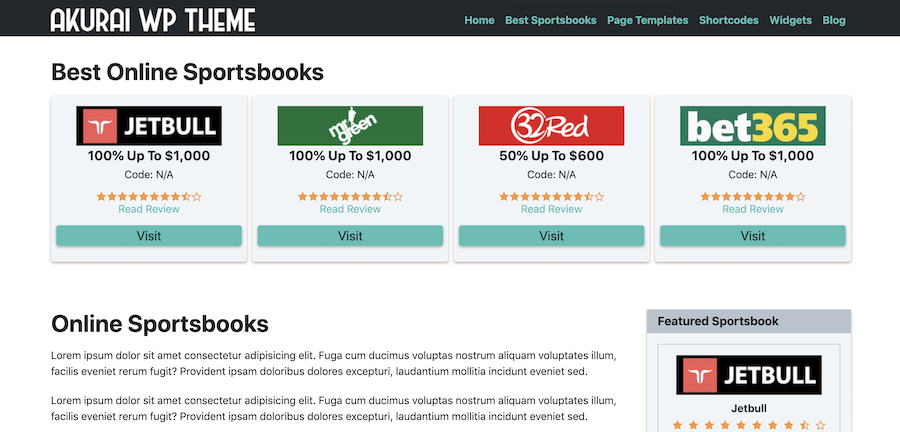 AKURAI WP THEME
Home Best Sportsbooks Page Templates Shortcodes Widgets Blog
Best Online Sportsbooks
JETBULL
100% Up To $1,000
Code: N/A
Read Review
Visit
mr green
100% Up To $1,000
Code: N/A
Read Review
Visit
32Red
50% Up To $600
Code: N/A
Read Review
Visit
bet365
100% Up To $1,000
Code: N/A
Read Review
Visit
Online Sportsbooks
Lorem ipsum dolor sit amet consectetur adipisicing elit. Fuga cum ducimus voluptas nostrum aliquam voluptates illum,
facilis eveniet rerum fugit? Provident ipsam doloribus dolores excepturi, laudantium mollitia incidunt eveniet sed.
Lorem ipsum dolor sit amet consectetur adipisicing elit. Fuga cum ducimus voluptas nostrum aliquam voluptates illum,
facilis eveniet rerum fugit? Provident ipsam doloribus dolores excepturi, laudantium mollitia incidunt eveniet sed.
Featured Sportsbook
JETBULL
Jetbull